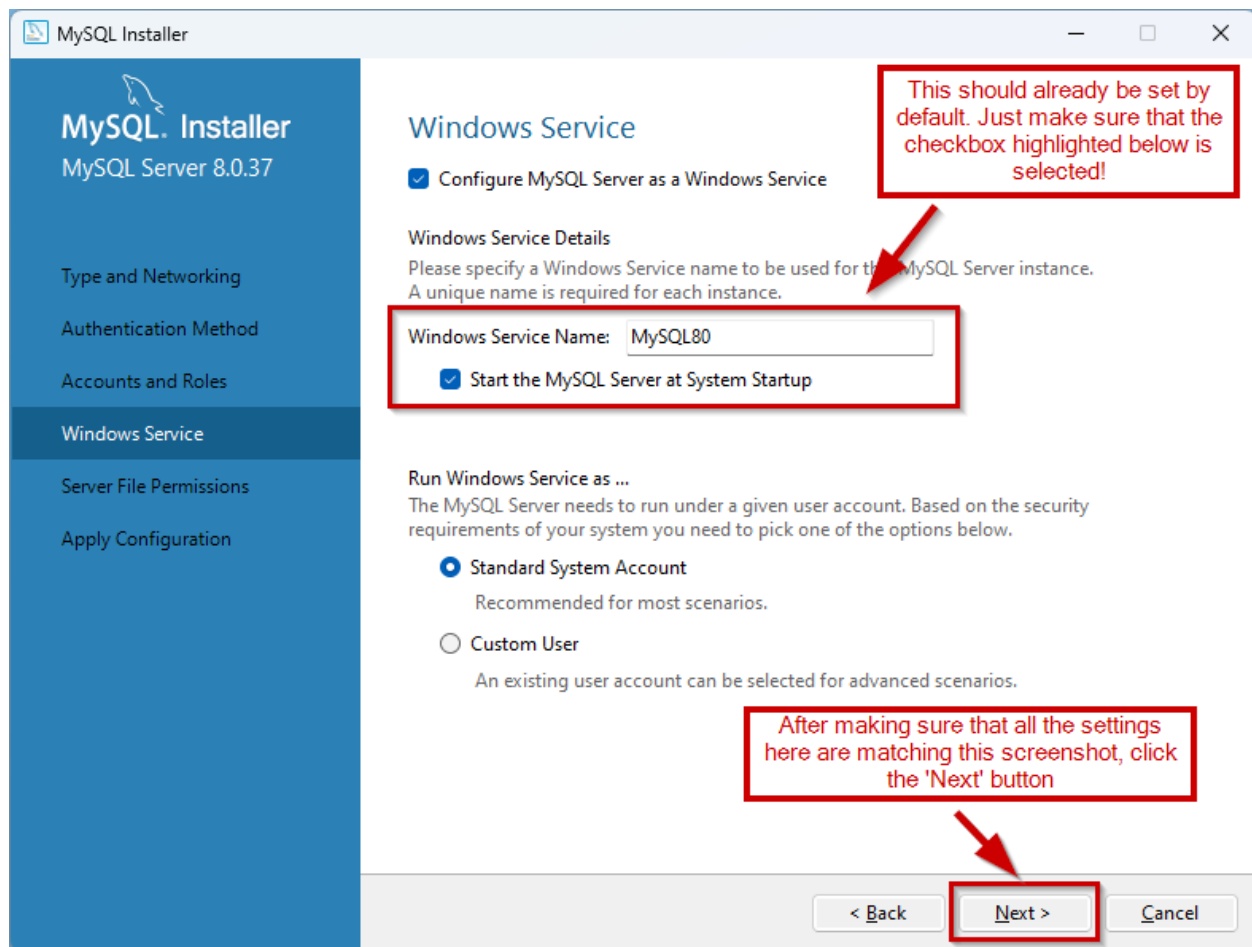 MySQL Installer
MySQL. Installer
MySQL Server 8.0.37
Type and Networking
Authentication Method
Accounts and Roles
Windows Service
Server File Permissions
Apply Configuration
This should already be set by
default. Just make sure that the
checkbox highlighted below is
selected!
Windows Service
Configure MySQL Server as a Windows Service
Windows Service Details
Please specify a Windows Service name to be used for MySQL Server instance.
A unique name is required for each instance.
Windows Service Name: MySQL80
Start the MySQL Server at System Startup
Run Windows Service as ...
The MySQL Server needs to run under a given user account. Based on the security
requirements of your system you need to pick one of the options below.
Standard System Account
Recommended for most scenarios.
Custom User
An existing user account can be selected for advanced scenarios.
After making sure that all the settings
here are matching this screenshot, click
the 'Next' button
< Back
Next >
Cancel